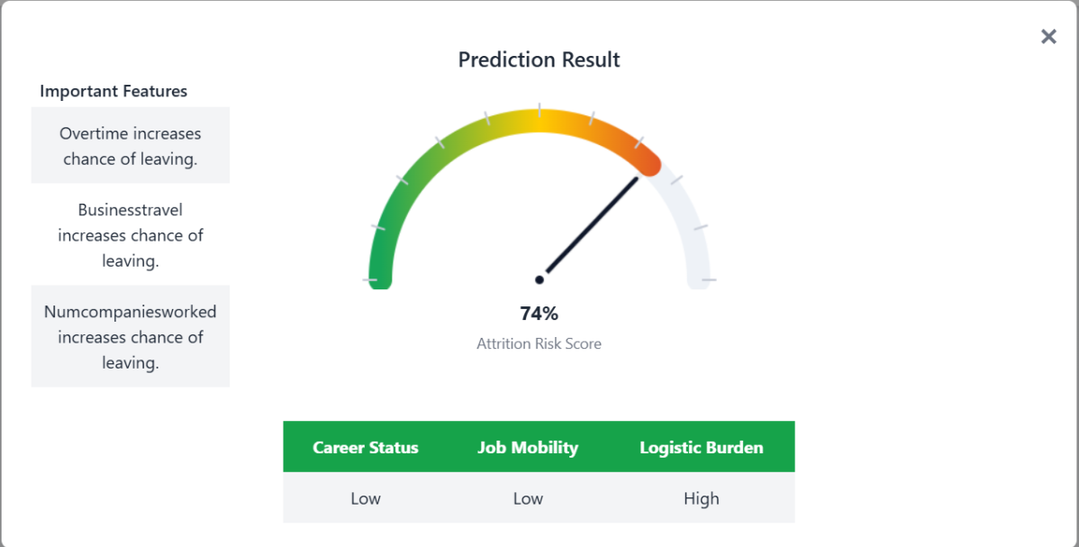 ×
Prediction Result
Important Features
Overtime increases
chance of leaving.
Businesstravel
increases chance of
leaving.
Numcompaniesworked
increases chance of
leaving.
74%
Attrition Risk Score
Career Status Job Mobility Logistic Burden
Low Low High